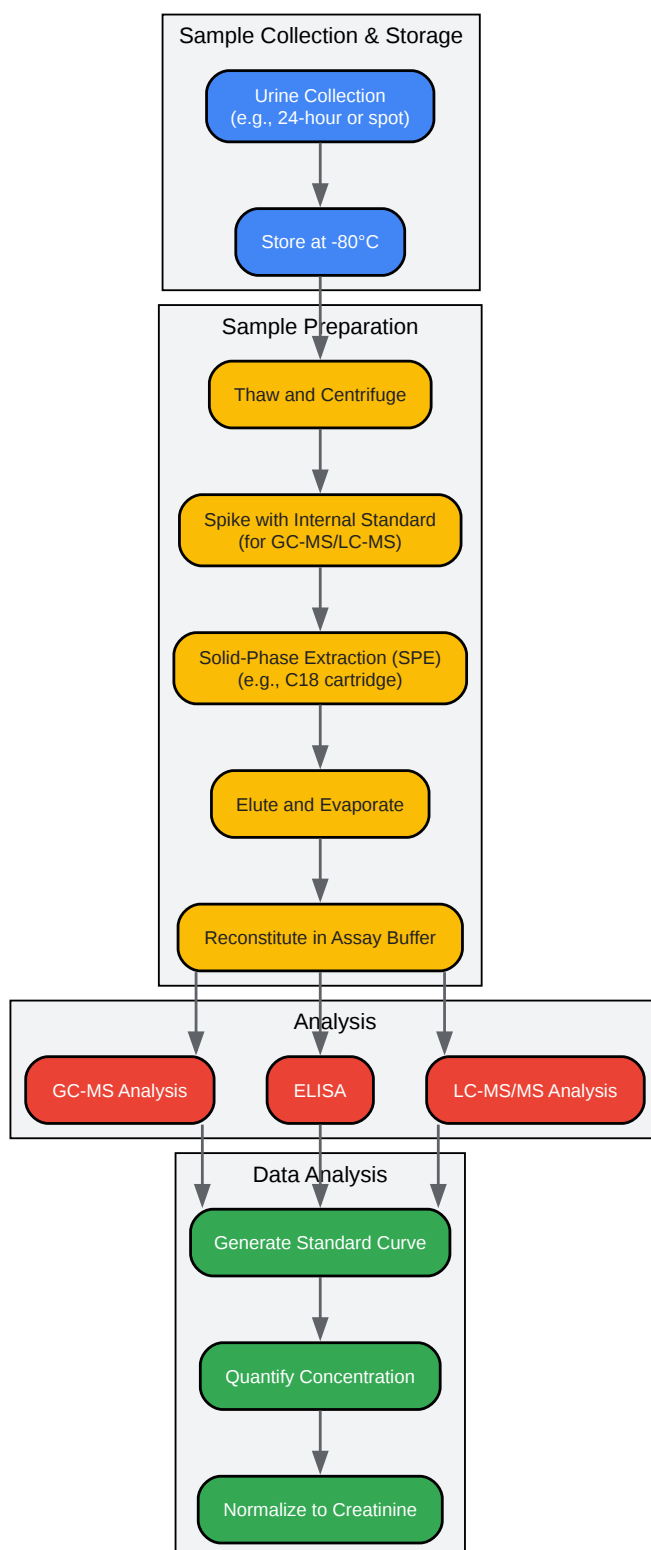 Sample Collection & Storage
Urine Collection
(e.g., 24-hour or spot)
Store at -80°C
Sample Preparation
Thaw and Centrifuge
Spike with Internal Standard
(for GC-MS/LC-MS)
Solid-Phase Extraction (SPE)
(e.g., C18 cartridge)
Elute and Evaporate
Reconstitute in Assay Buffer
Analysis
GC-MS Analysis
ELISA
LC-MS/MS Analysis
Data Analysis
Generate Standard Curve
Quantify Concentration
Normalize to Creatinine